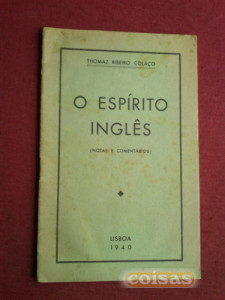 THOMAZ RIBEIRO COLAÇO
O ESPÍRITO
INGLÊS
(NOTAS E COMENTÁRIOS)
LISBOA
1940
coisas